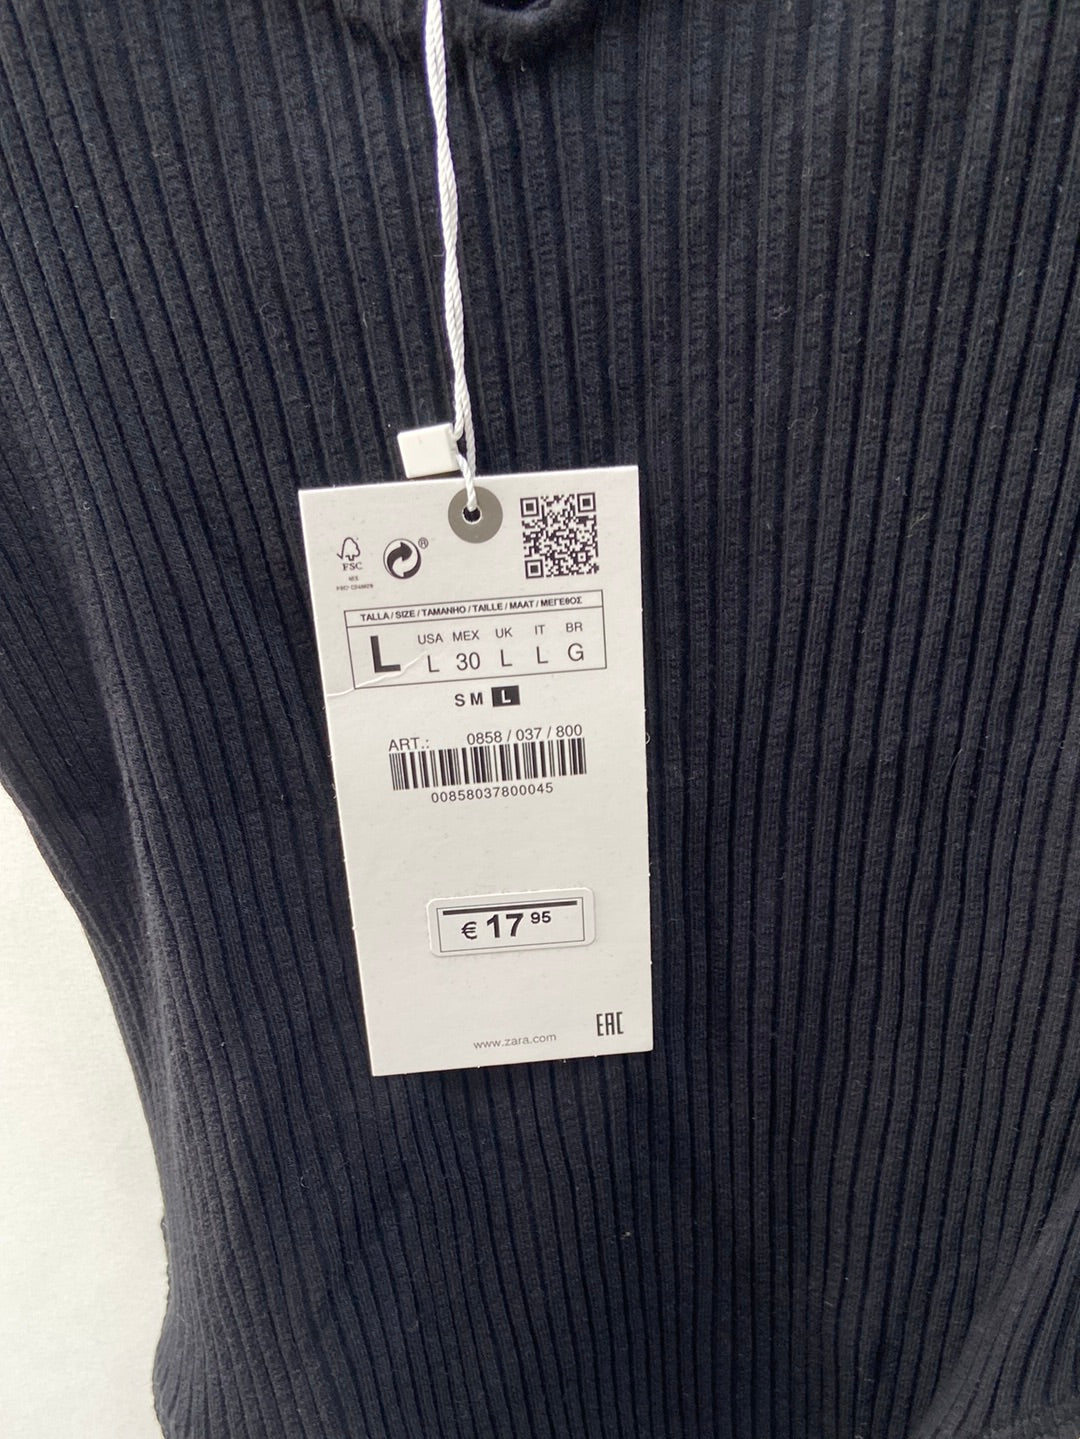 FSC
MIX
®
TALLA / SIZE / TAMANHO / TAILLE / MAAT / ΜΕΓΕΘΟΣ
L
USA MEX UK IT BR
L 30 L L G
S M L
ART.: 0858 / 037 / 800
00858037800045
€ 17 95
EAC
www.zara.com